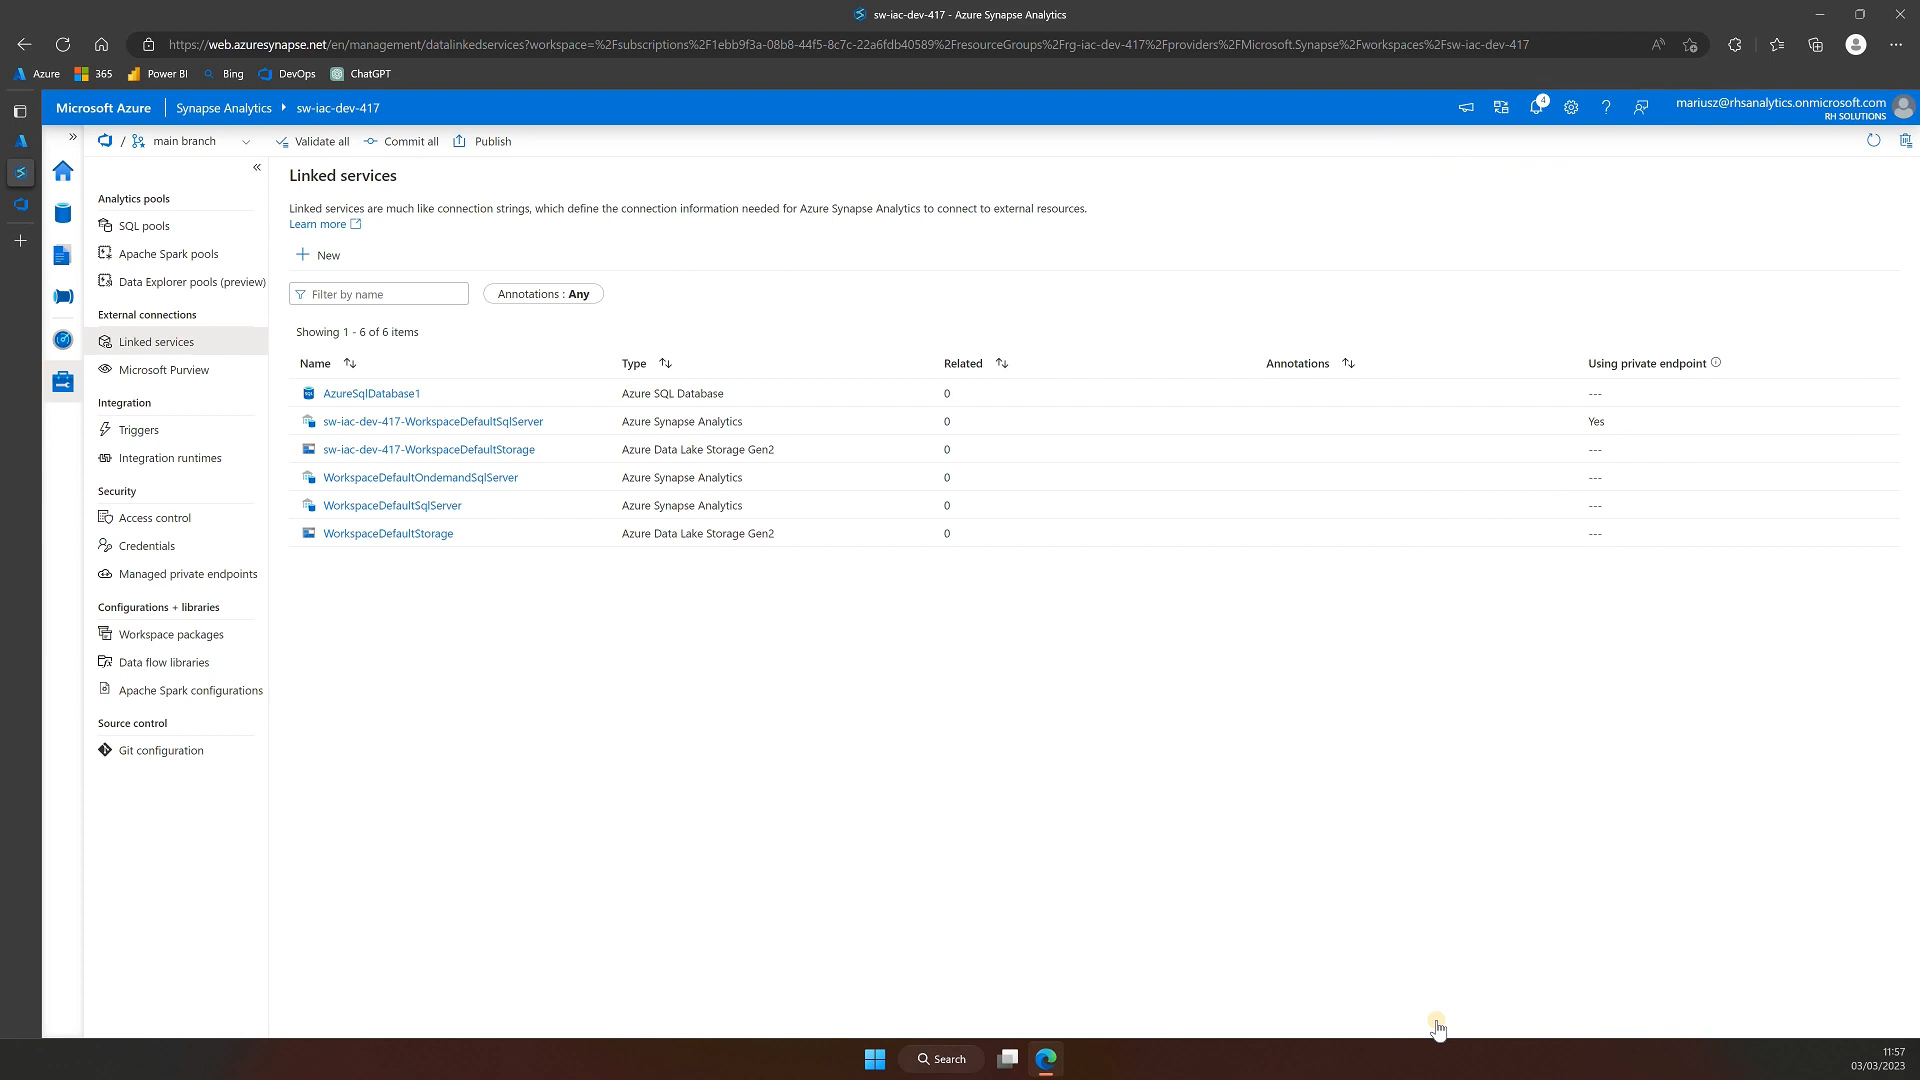 sw-iac-dev-417 - Azure Synapse Analytics
https://web.azuresynapse.net/en/management/datalinkedservices?workspace=%2Fsubscriptions%2F1ebb9f3a-08b8-44f5-8c7c-22a6fdb40589%2FresourceGroups%2Frg-iac-dev-417%2Fproviders%2FMicrosoft.Synapse%2Fworkspaces%2Fsw-iac-dev-417
Azure 365 Power BI Bing DevOps ChatGPT
Microsoft Azure Synapse Analytics sw-iac-dev-417 4 ? mariusz@rhsanalytics.onmicrosoft.com
RH SOLUTIONS
/ main branch Validate all Commit all Publish
Analytics pools
SQL pools
Apache Spark pools
Data Explorer pools (preview)
External connections
Linked services
Microsoft Purview
Integration
Triggers
Integration runtimes
Security
Access control
Credentials
Managed private endpoints
Configurations + libraries
Workspace packages
Data flow libraries
Apache Spark configurations
Source control
Git configuration
Linked services
Linked services are much like connection strings, which define the connection information needed for Azure Synapse Analytics to connect to external resources.
Learn more
New
Filter by name Annotations : Any
Showing 1 - 6 of 6 items
Name Type Related Annotations Using private endpoint
AzureSqlDatabase1 Azure SQL Database 0 ---
sw-iac-dev-417-WorkspaceDefaultSqlServer Azure Synapse Analytics 0 Yes
sw-iac-dev-417-WorkspaceDefaultStorage Azure Data Lake Storage Gen2 0 ---
WorkspaceDefaultOndemandSqlServer Azure Synapse Analytics 0 ---
WorkspaceDefaultSqlServer Azure Synapse Analytics 0 ---
WorkspaceDefaultStorage Azure Data Lake Storage Gen2 0 ---
Search
11:57
03/03/2023